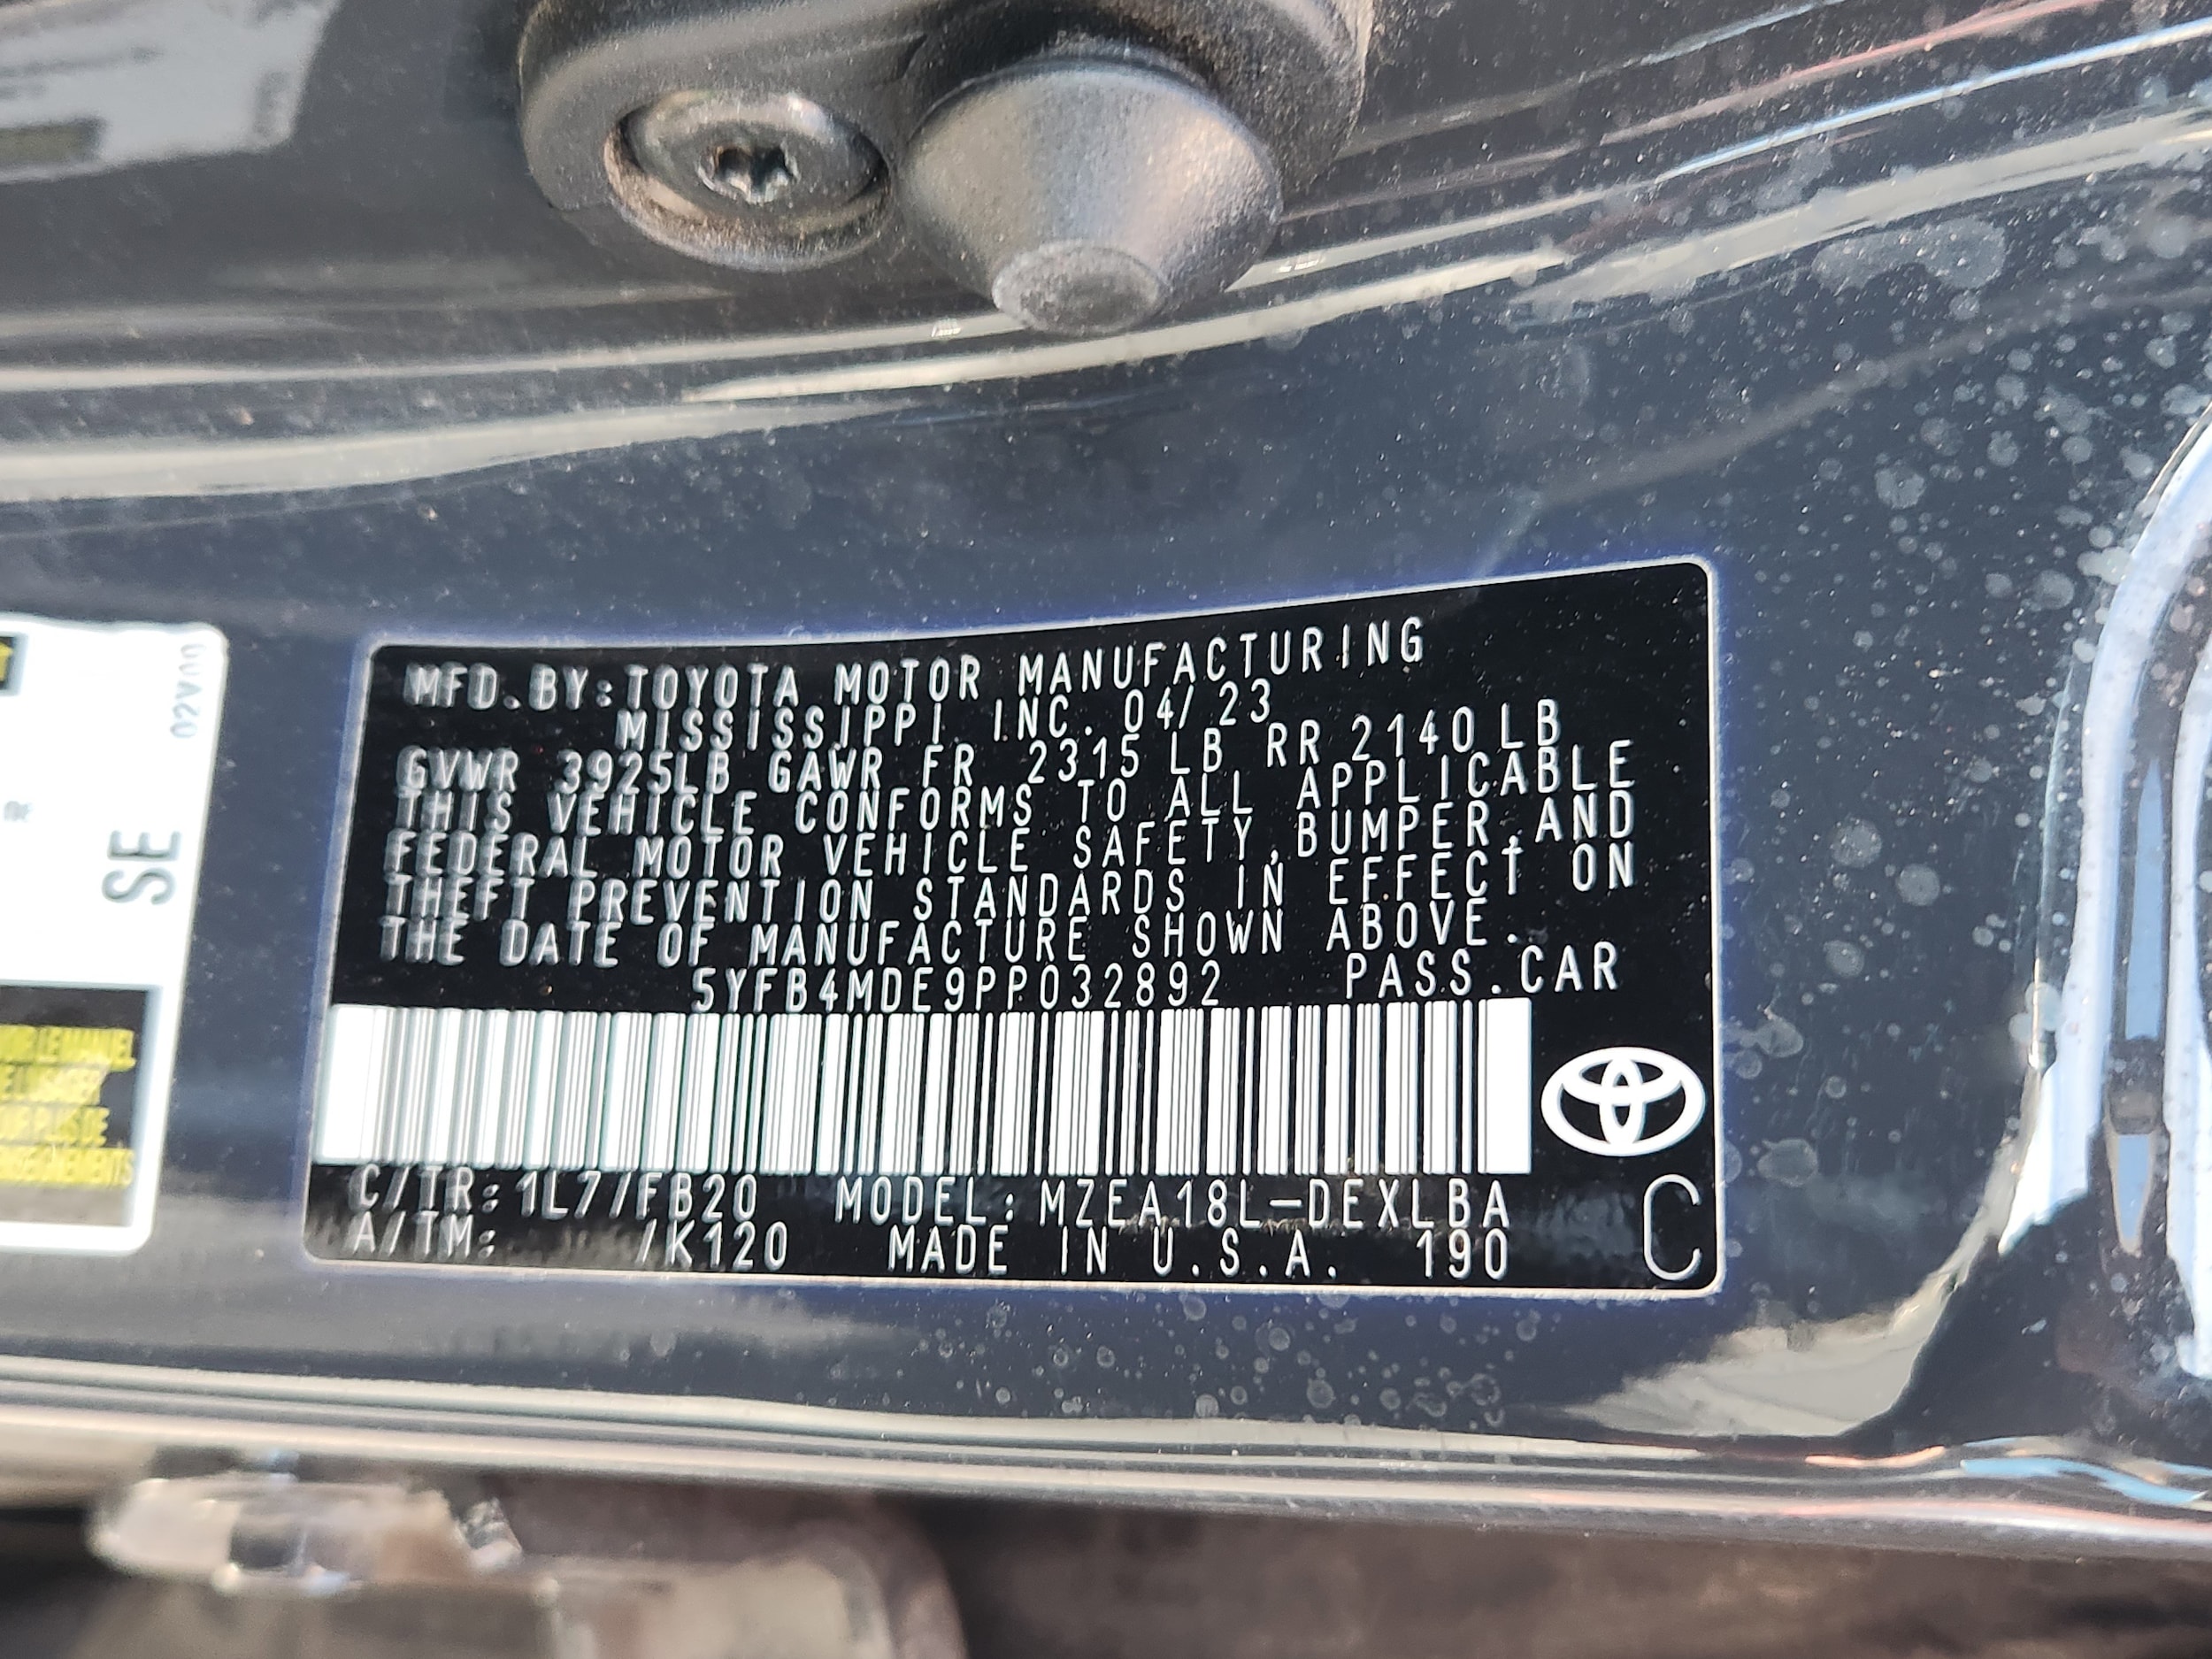 MFD.BY:TOYOTA MOTOR MANUFACTURING
MISSISSIPPI, INC. 04/23
GVWR 3925LB GAWR FR 2315 LB RR 2140 LB
THIS VEHICLE CONFORMS TO ALL APPLICABLE
FEDERAL MOTOR VEHICLE SAFETY,BUMPER,AND
THEFT PREVENTION STANDARDS IN EFFECT ON
THE DATE OF MANUFACTURE SHOWN ABOVE.
5YFB4MDE9PP032892 PASS.CAR
C/TR:1L7/FB20 MODEL:MZEA18L-DEXLBA
A/TM: /K120 MADE IN U.S.A. 190
C
02V00
SE